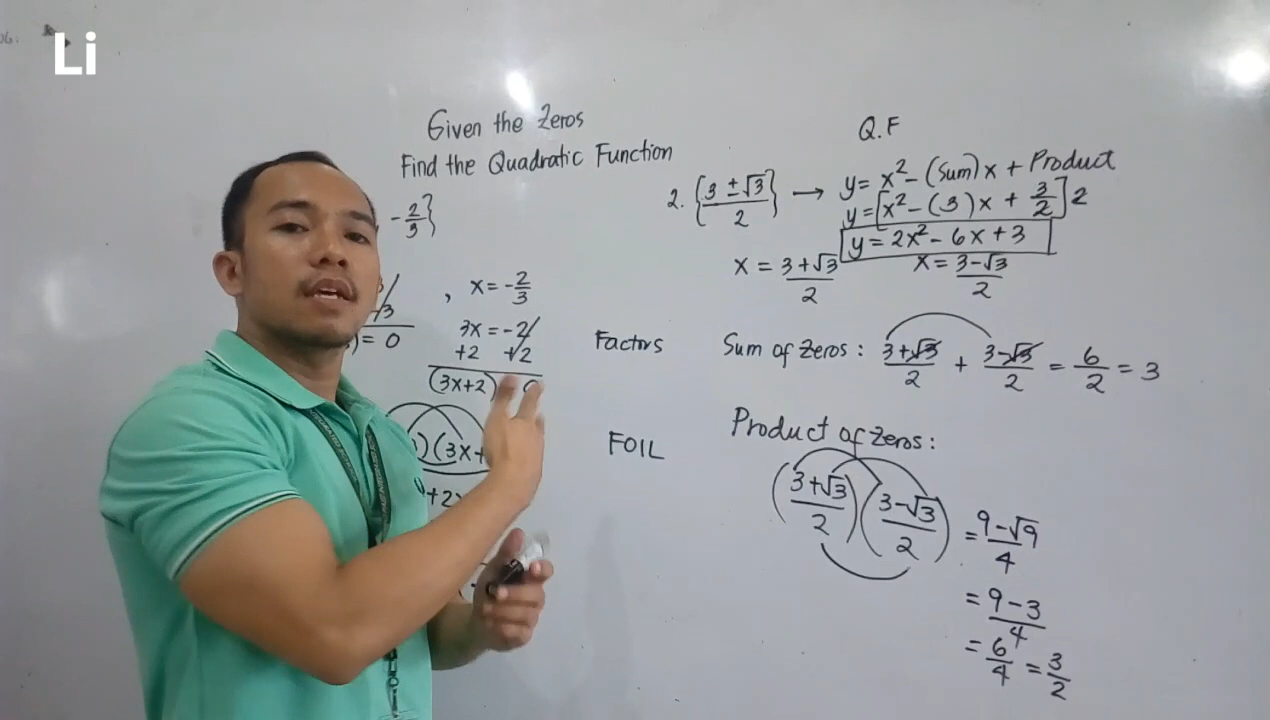 Li
Given the Zeros
Find the Quadratic Function
-2/3}
, x = -2/3
3x = -2
+2 +2
(3x+2) 0
) = 0
)(3x+
+2
Factors
FOIL
Q.F
2. {3 ± √3 / 2} → y = x² - (Sum)x + Product
y = [x² - (3)x + 3/2] 2
y = 2x² - 6x + 3
x = 3+√3 / 2 x = 3-√3 / 2
Sum of Zeros : 3+√3 / 2 + 3-√3 / 2 = 6/2 = 3
Product of Zeros :
(3+√3 / 2)(3-√3 / 2) = 9-√9 / 4
= 9-3 / 4
= 6/4 = 3/2